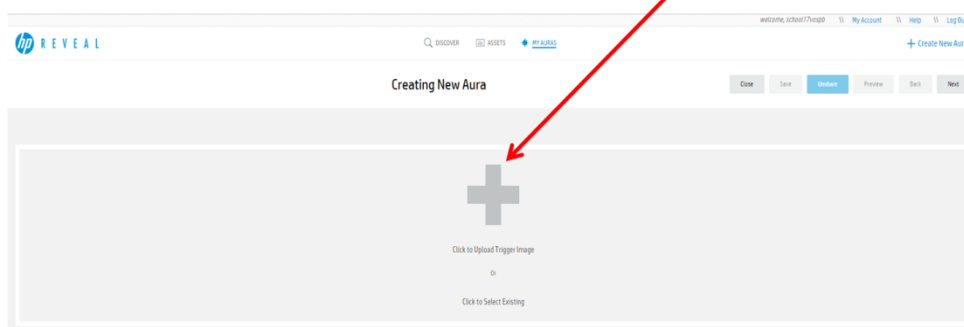 welcome, school17vospb \\ My Account \\ Help \\ Log Ou
hp REVEAL DISCOVER ASSETS MY AURAS + Create New Aur
Creating New Aura Close Save Unshare Preview Back Next
Click to Upload Trigger Image
Or
Click to Select Existing